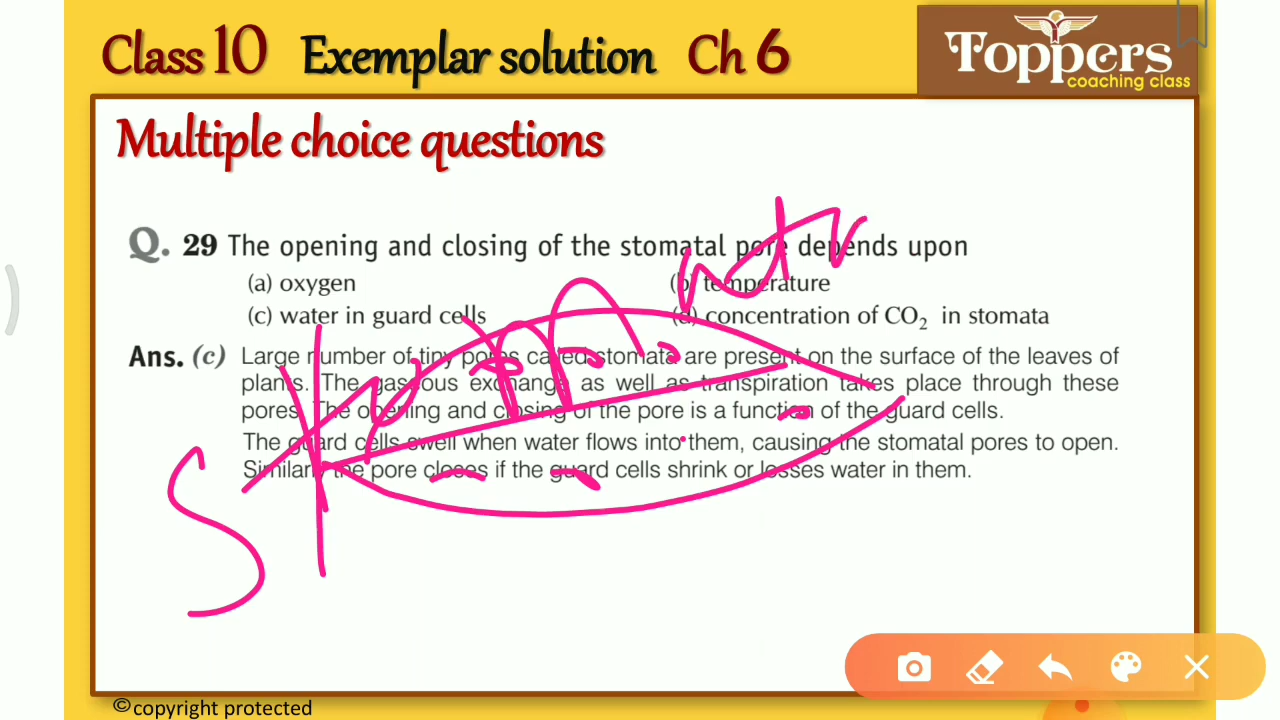 Class 10 Exemplar solution Ch 6
Toppers
coaching class
Multiple choice questions
Q. 29 The opening and closing of the stomatal pore depends upon
(a) oxygen (b) temperature
(c) water in guard cells (d) concentration of CO₂ in stomata
Ans. (c) Large number of tiny pores called stomata are present on the surface of the leaves of
plants. The gaseous exchange as well as transpiration takes place through these
pores. The opening and closing of the pore is a function of the guard cells.
The guard cells swell when water flows into them, causing the stomatal pores to open.
Similarly the pore closes if the guard cells shrink or losses water in them.
©copyright protected